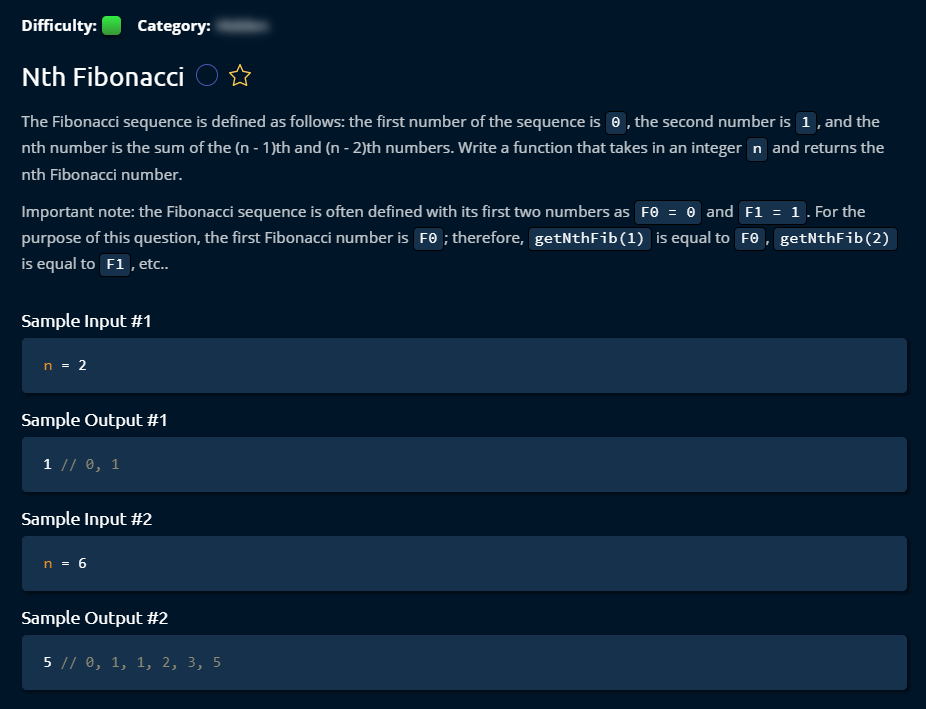 Difficulty: Category:
Nth Fibonacci
The Fibonacci sequence is defined as follows: the first number of the sequence is 0, the second number is 1, and the
nth number is the sum of the (n - 1)th and (n - 2)th numbers. Write a function that takes in an integer n and returns the
nth Fibonacci number.
Important note: the Fibonacci sequence is often defined with its first two numbers as F0 = 0 and F1 = 1. For the
purpose of this question, the first Fibonacci number is F0; therefore, getNthFib(1) is equal to F0, getNthFib(2)
is equal to F1, etc..
Sample Input #1
n = 2
Sample Output #1
1 // 0, 1
Sample Input #2
n = 6
Sample Output #2
5 // 0, 1, 1, 2, 3, 5